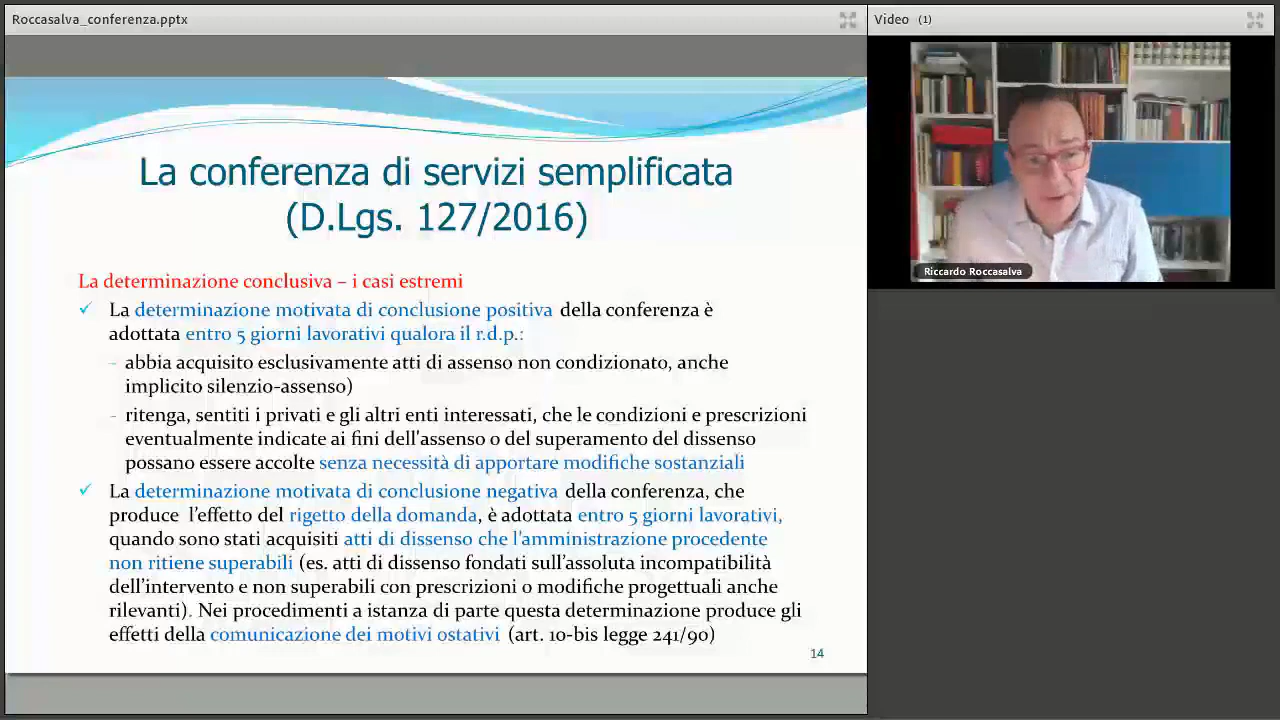 Roccasalva_conferenza.pptx
Video (1)
La conferenza di servizi semplificata
(D.Lgs. 127/2016)
La determinazione conclusiva – i casi estremi
✓ La determinazione motivata di conclusione positiva della conferenza è
adottata entro 5 giorni lavorativi qualora il r.d.p.:
- abbia acquisito esclusivamente atti di assenso non condizionato, anche
implicito silenzio-assenso)
- ritenga, sentiti i privati e gli altri enti interessati, che le condizioni e prescrizioni
eventualmente indicate ai fini dell'assenso o del superamento del dissenso
possano essere accolte senza necessità di apportare modifiche sostanziali
✓ La determinazione motivata di conclusione negativa della conferenza, che
produce l'effetto del rigetto della domanda, è adottata entro 5 giorni lavorativi,
quando sono stati acquisiti atti di dissenso che l'amministrazione procedente
non ritiene superabili (es. atti di dissenso fondati sull'assoluta incompatibilità
dell'intervento e non superabili con prescrizioni o modifiche progettuali anche
rilevanti). Nei procedimenti a istanza di parte questa determinazione produce gli
effetti della comunicazione dei motivi ostativi (art. 10-bis legge 241/90)
14
Riccardo Roccasalva